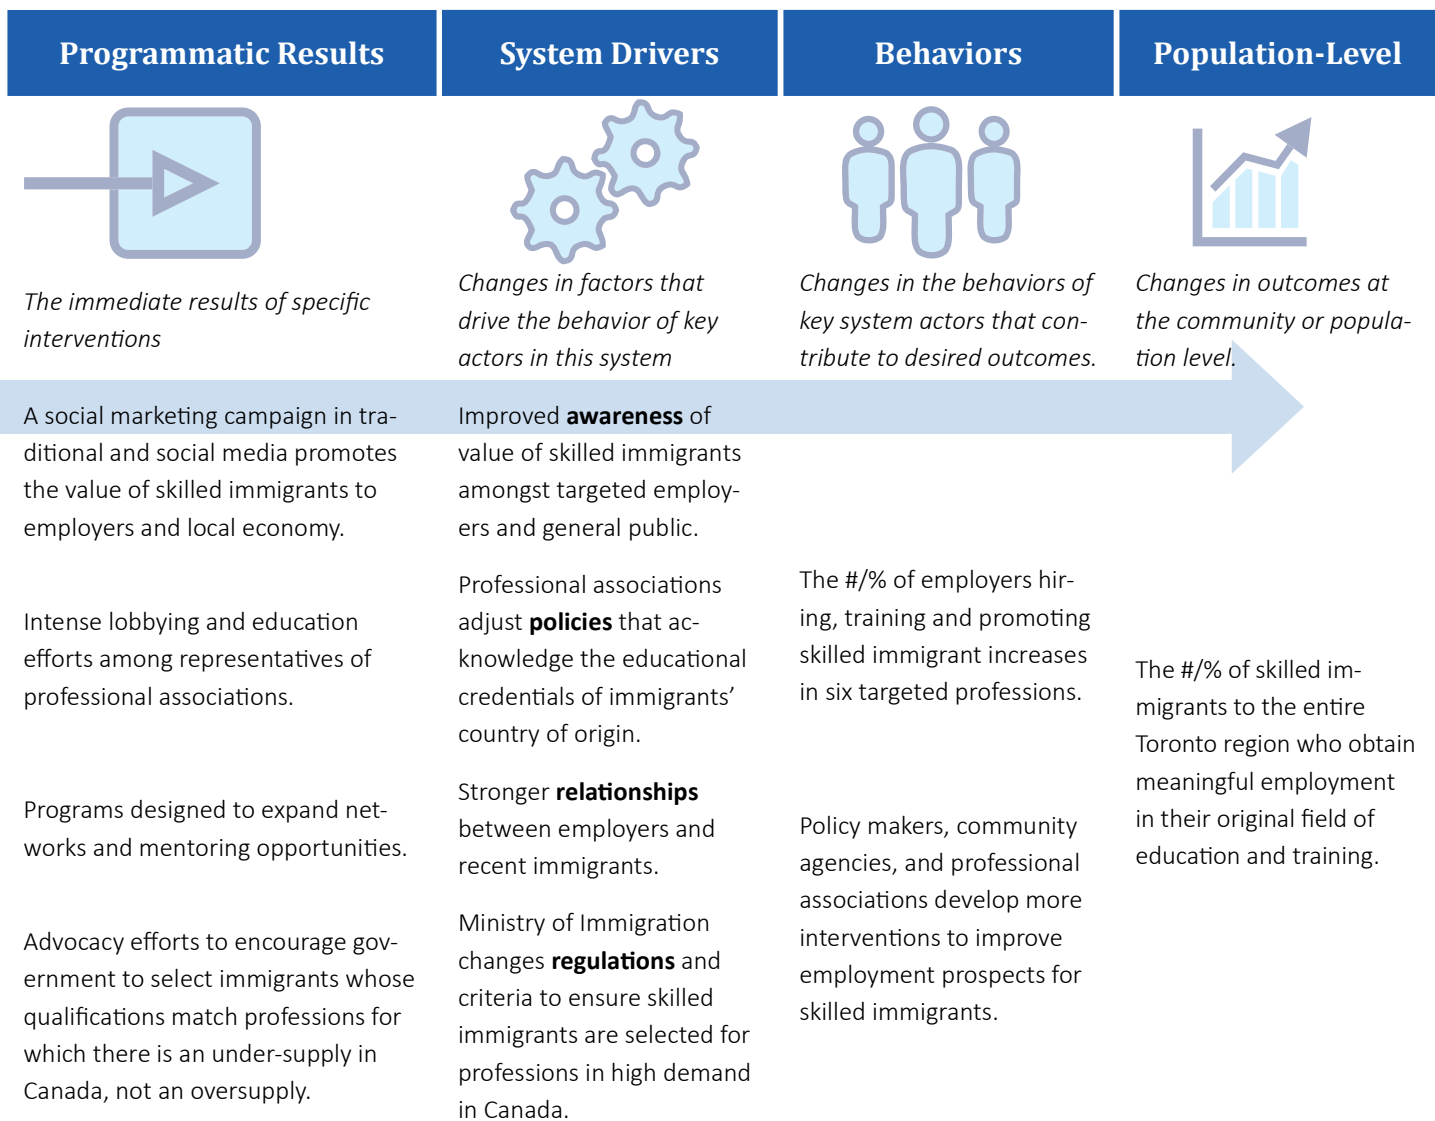 Programmatic Results
System Drivers
Behaviors
Population-Level
The immediate results of specific
interventions
Changes in factors that
drive the behavior of key
actors in this system
Changes in the behaviors of
key system actors that con-
tribute to desired outcomes.
Changes in outcomes at
the community or popula-
tion level.
A social marketing campaign in tra-
ditional and social media promotes
the value of skilled immigrants to
employers and local economy.
Intense lobbying and education
efforts among representatives of
professional associations.
Programs designed to expand net-
works and mentoring opportunities.
Advocacy efforts to encourage gov-
ernment to select immigrants whose
qualifications match professions for
which there is an under-supply in
Canada, not an oversupply.
Improved awareness of
value of skilled immigrants
amongst targeted employ-
ers and general public.
Professional associations
adjust policies that ac-
knowledge the educational
credentials of immigrants’
country of origin.
Stronger relationships
between employers and
recent immigrants.
Ministry of Immigration
changes regulations and
criteria to ensure skilled
immigrants are selected for
professions in high demand
in Canada.
The #/% of employers hir-
ing, training and promoting
skilled immigrant increases
in six targeted professions.
Policy makers, community
agencies, and professional
associations develop more
interventions to improve
employment prospects for
skilled immigrants.
The #/% of skilled im-
migrants to the entire
Toronto region who obtain
meaningful employment
in their original field of
education and training.